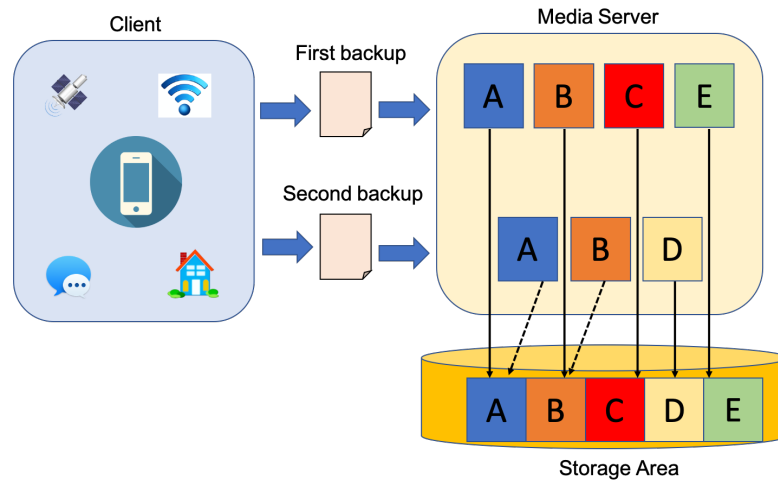 Client
Media Server
First backup
A B C E
Second backup
A B D
A B C D E
Storage Area